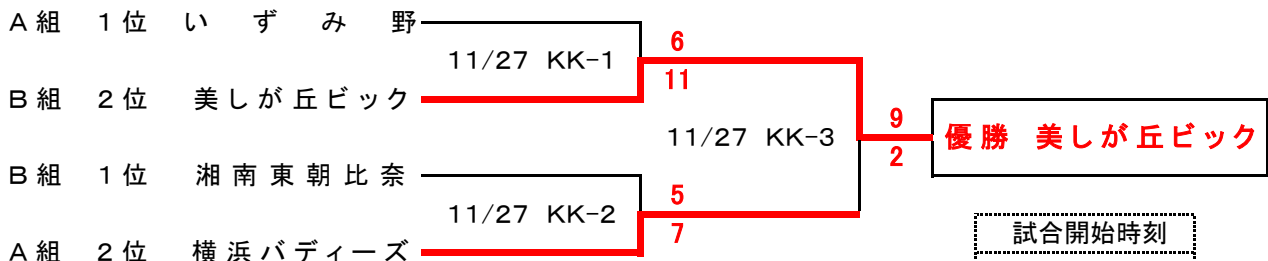 A組 1位 いずみ野
11/27 KK-1
6
11
B組 2位 美しが丘ビック
11/27 KK-3
9
2
優勝 美しが丘ビック
B組 1位 湘南東朝比奈
11/27 KK-2
5
7
試合開始時刻
A組 2位 横浜バディーズ